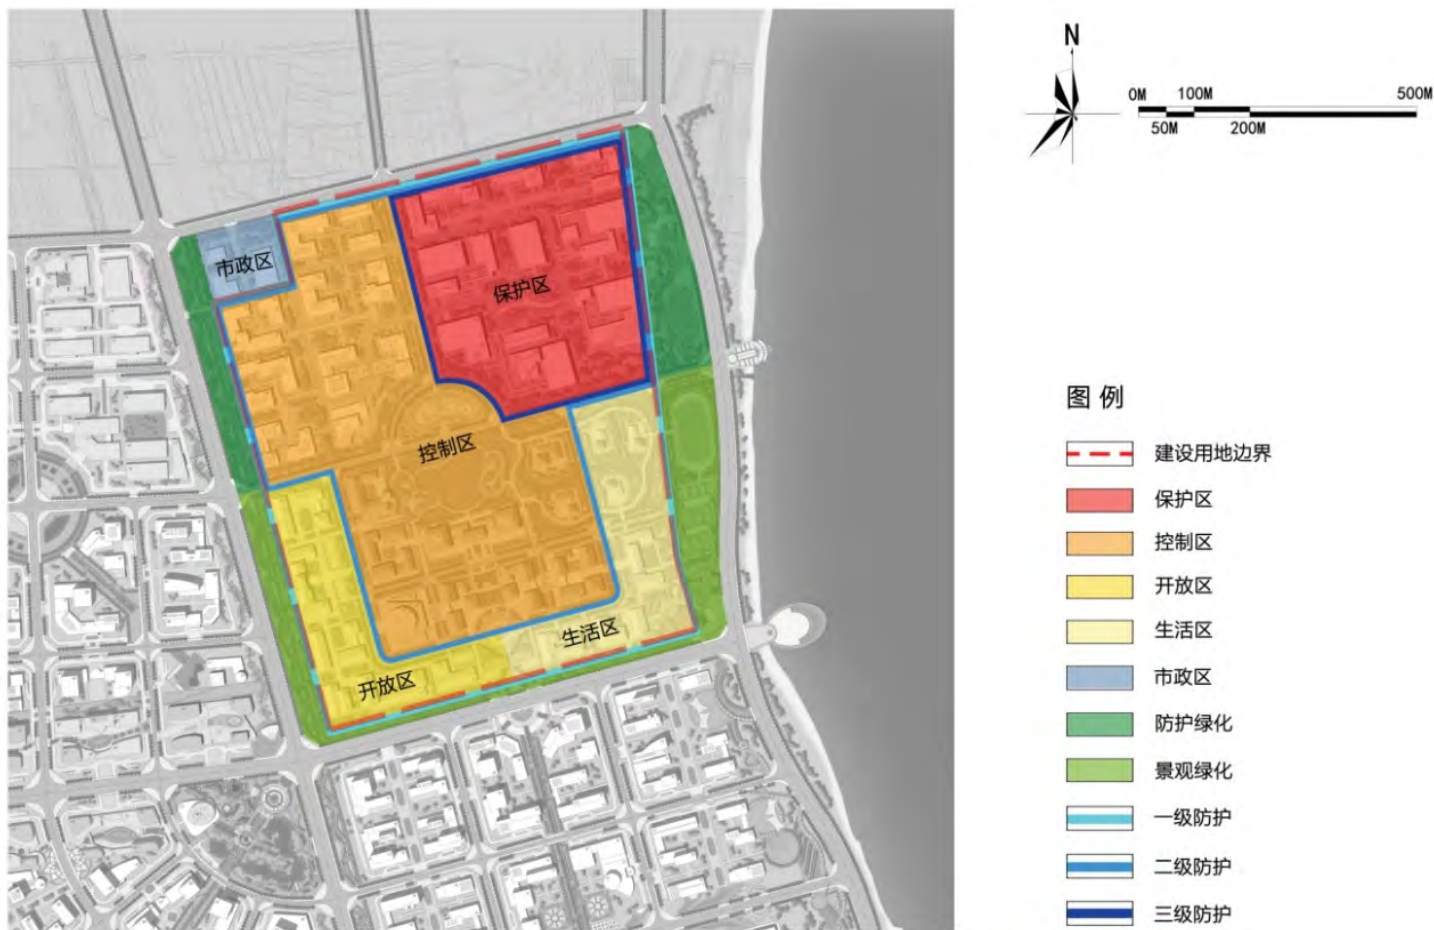 N
0M 100M 500M
50M 200M
市政区
保护区
控制区
生活区
开放区
图例
建设用地边界
保护区
控制区
开放区
生活区
市政区
防护绿化
景观绿化
一级防护
二级防护
三级防护